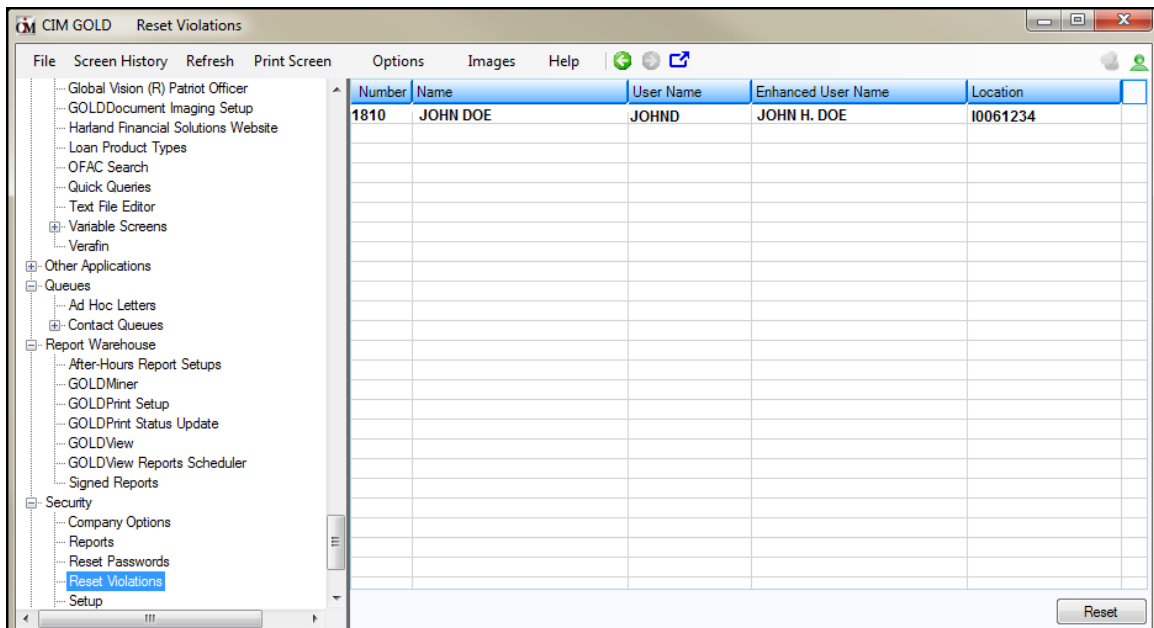 CIM GOLD Reset Violations
File Screen History Refresh Print Screen Options Images Help
Global Vision (R) Patriot Officer
GOLDDocument Imaging Setup
Harland Financial Solutions Website
Loan Product Types
OFAC Search
Quick Queries
Text File Editor
Variable Screens
Verafin
Other Applications
Queues
Ad Hoc Letters
Contact Queues
Report Warehouse
After-Hours Report Setups
GOLDMiner
GOLDPrint Setup
GOLDPrint Status Update
GOLDView
GOLDView Reports Scheduler
Signed Reports
Security
Company Options
Reports
Reset Passwords
Reset Violations
Setup
Number Name User Name Enhanced User Name Location
1810 JOHN DOE JOHND JOHN H. DOE I0061234
Reset